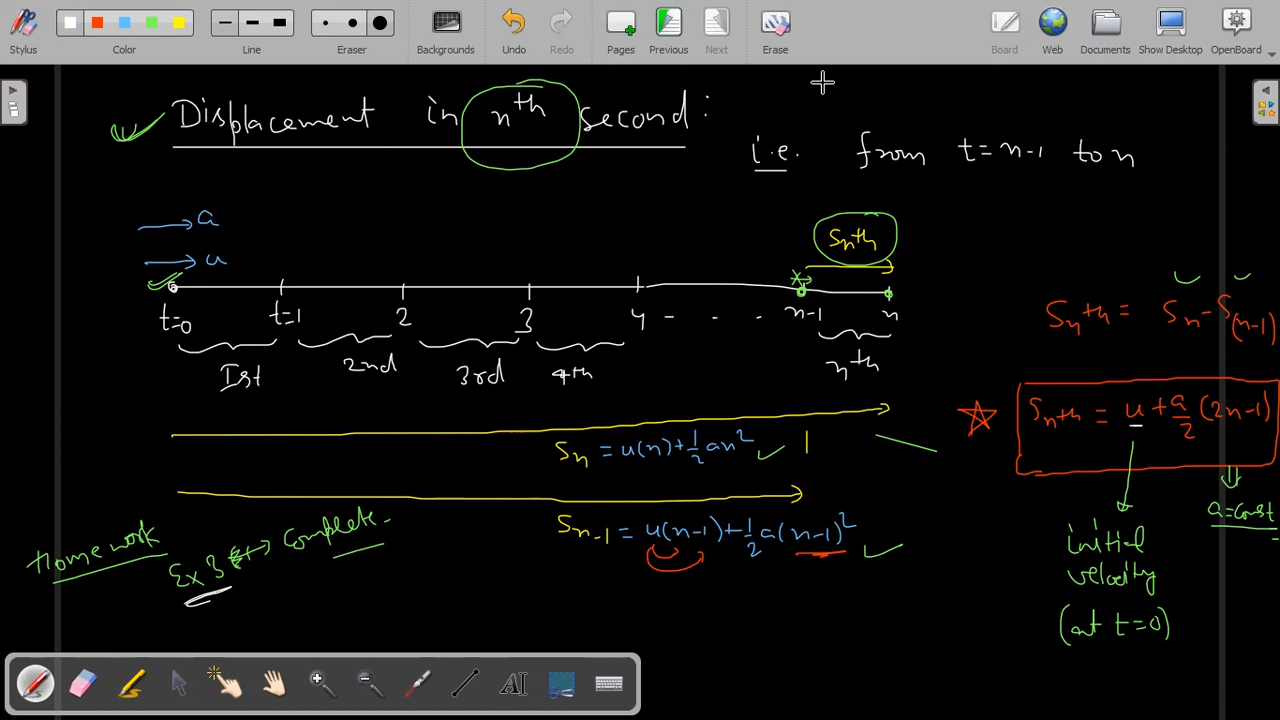 Stylus
Color
Line
Eraser
Backgrounds
Undo
Redo
Pages
Previous
Next
Erase
Board
Web
Documents
Show Desktop
OpenBoard
Displacement in nth second:
i.e. from t=n-1 to n
a
u
Snth
t=0 t=1 2 3 4 - - - n-1 n
Ist 2nd 3rd 4th nth
Snth = Sn - S(n-1)
Snth = u + a/2 (2n-1)
Sn = u(n) + 1/2 an²
Sn-1 = u(n-1) + 1/2 a(n-1)²
a=const
initial
velocity
(at t=0)
Homework
Ex 3 → Complete.